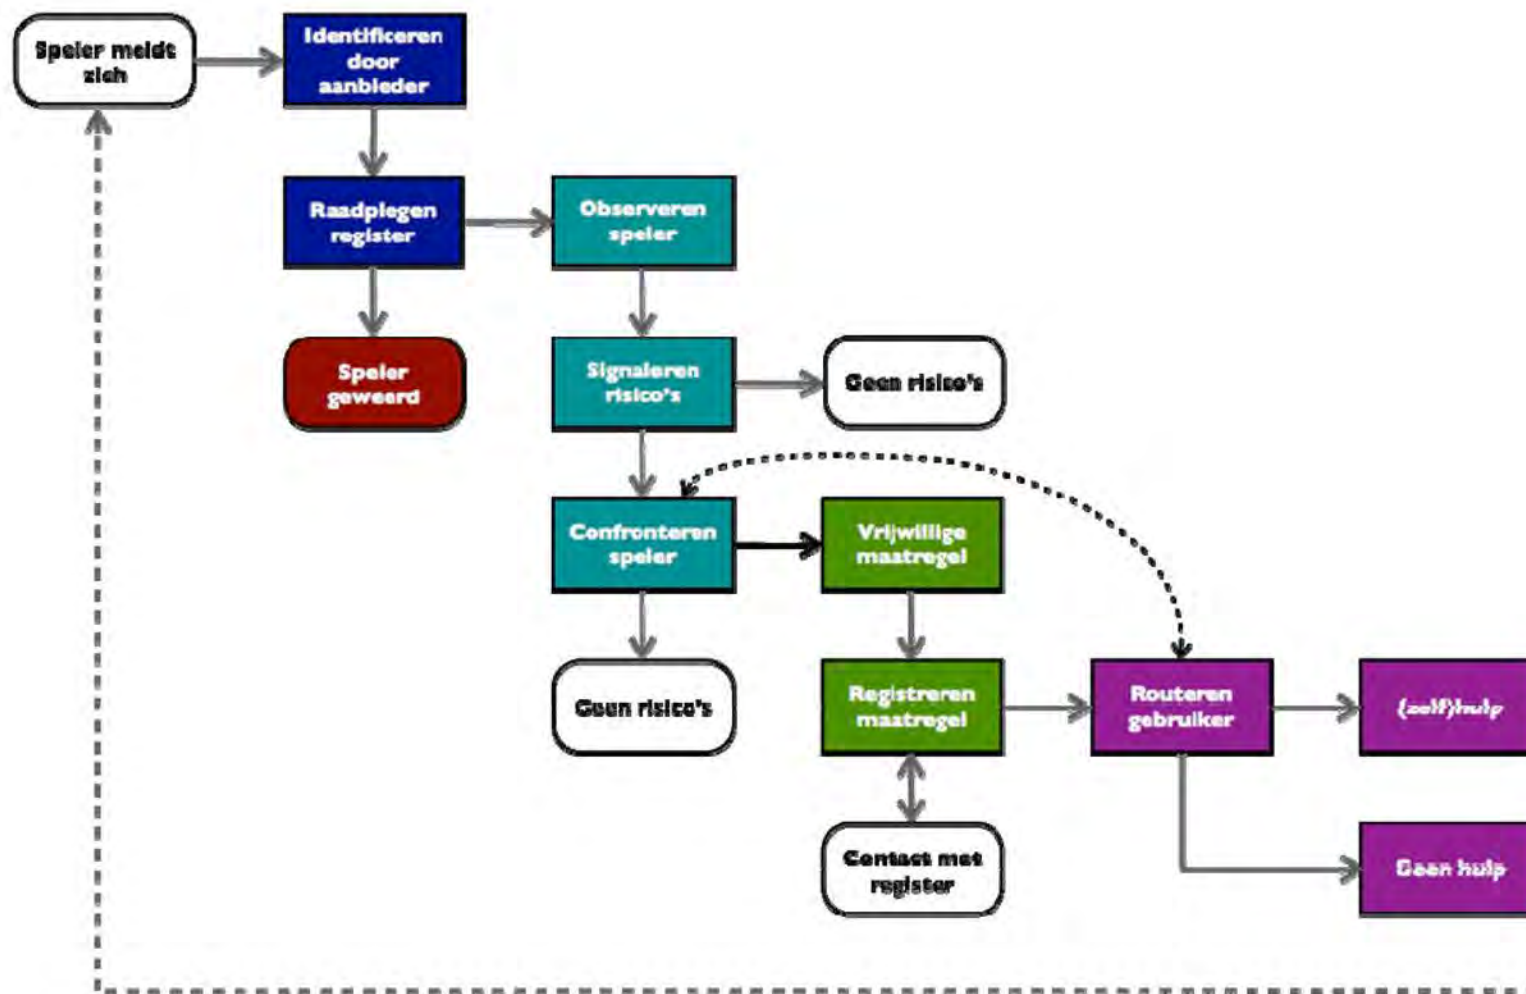 Speler meldt
zich
Identificeren
door
aanbieder
Raadplegen
register
Observeren
speler
Speler
geweerd
Signaleren
risico's
Geen risico's
Confronteren
speler
Vrijwillige
maatregel
Geen risico's
Registreren
maatregel
Routeren
gebruiker
(zelf)hulp
Contact met
register
Geen hulp